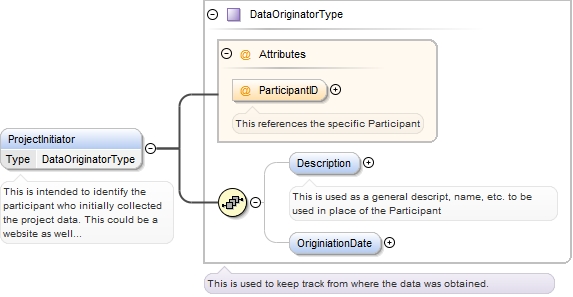 DataOriginatorType
@ Attributes
@ ParticipantID
This references the specific Participant
ProjectInitiator
Type DataOriginatorType
This is intended to identify the
participant who initially collected
the project data. This could be a
website as well...
Description
This is used as a general descript, name, etc. to be
used in place of the Participant
OriginiationDate
This is used to keep track from where the data was obtained.